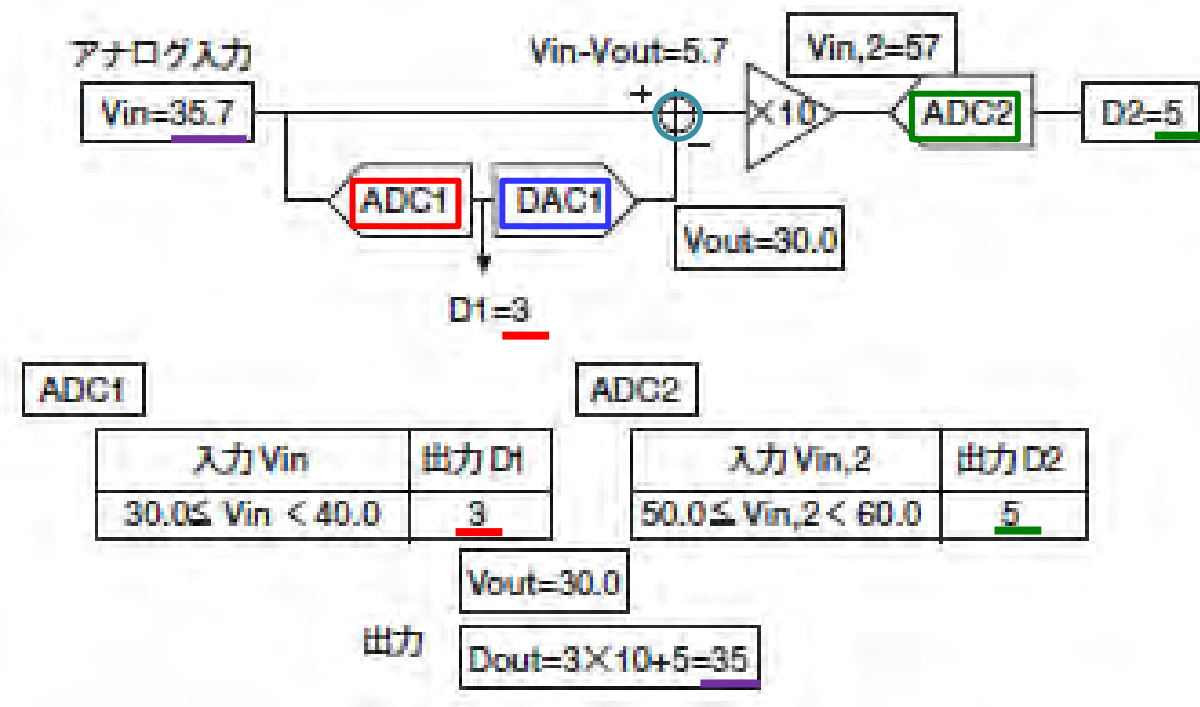 アナログ入力
Vin=35.7
Vin-Vout=5.7
Vin,2=57
+
−
×10
ADC2
D2=5
ADC1
DAC1
Vout=30.0
D1=3
ADC1
入力 Vin 出力 D1
30.0≦ Vin < 40.0 3
ADC2
入力 Vin,2 出力 D2
50.0≦ Vin,2 < 60.0 5
Vout=30.0
出力
Dout=3×10+5=35